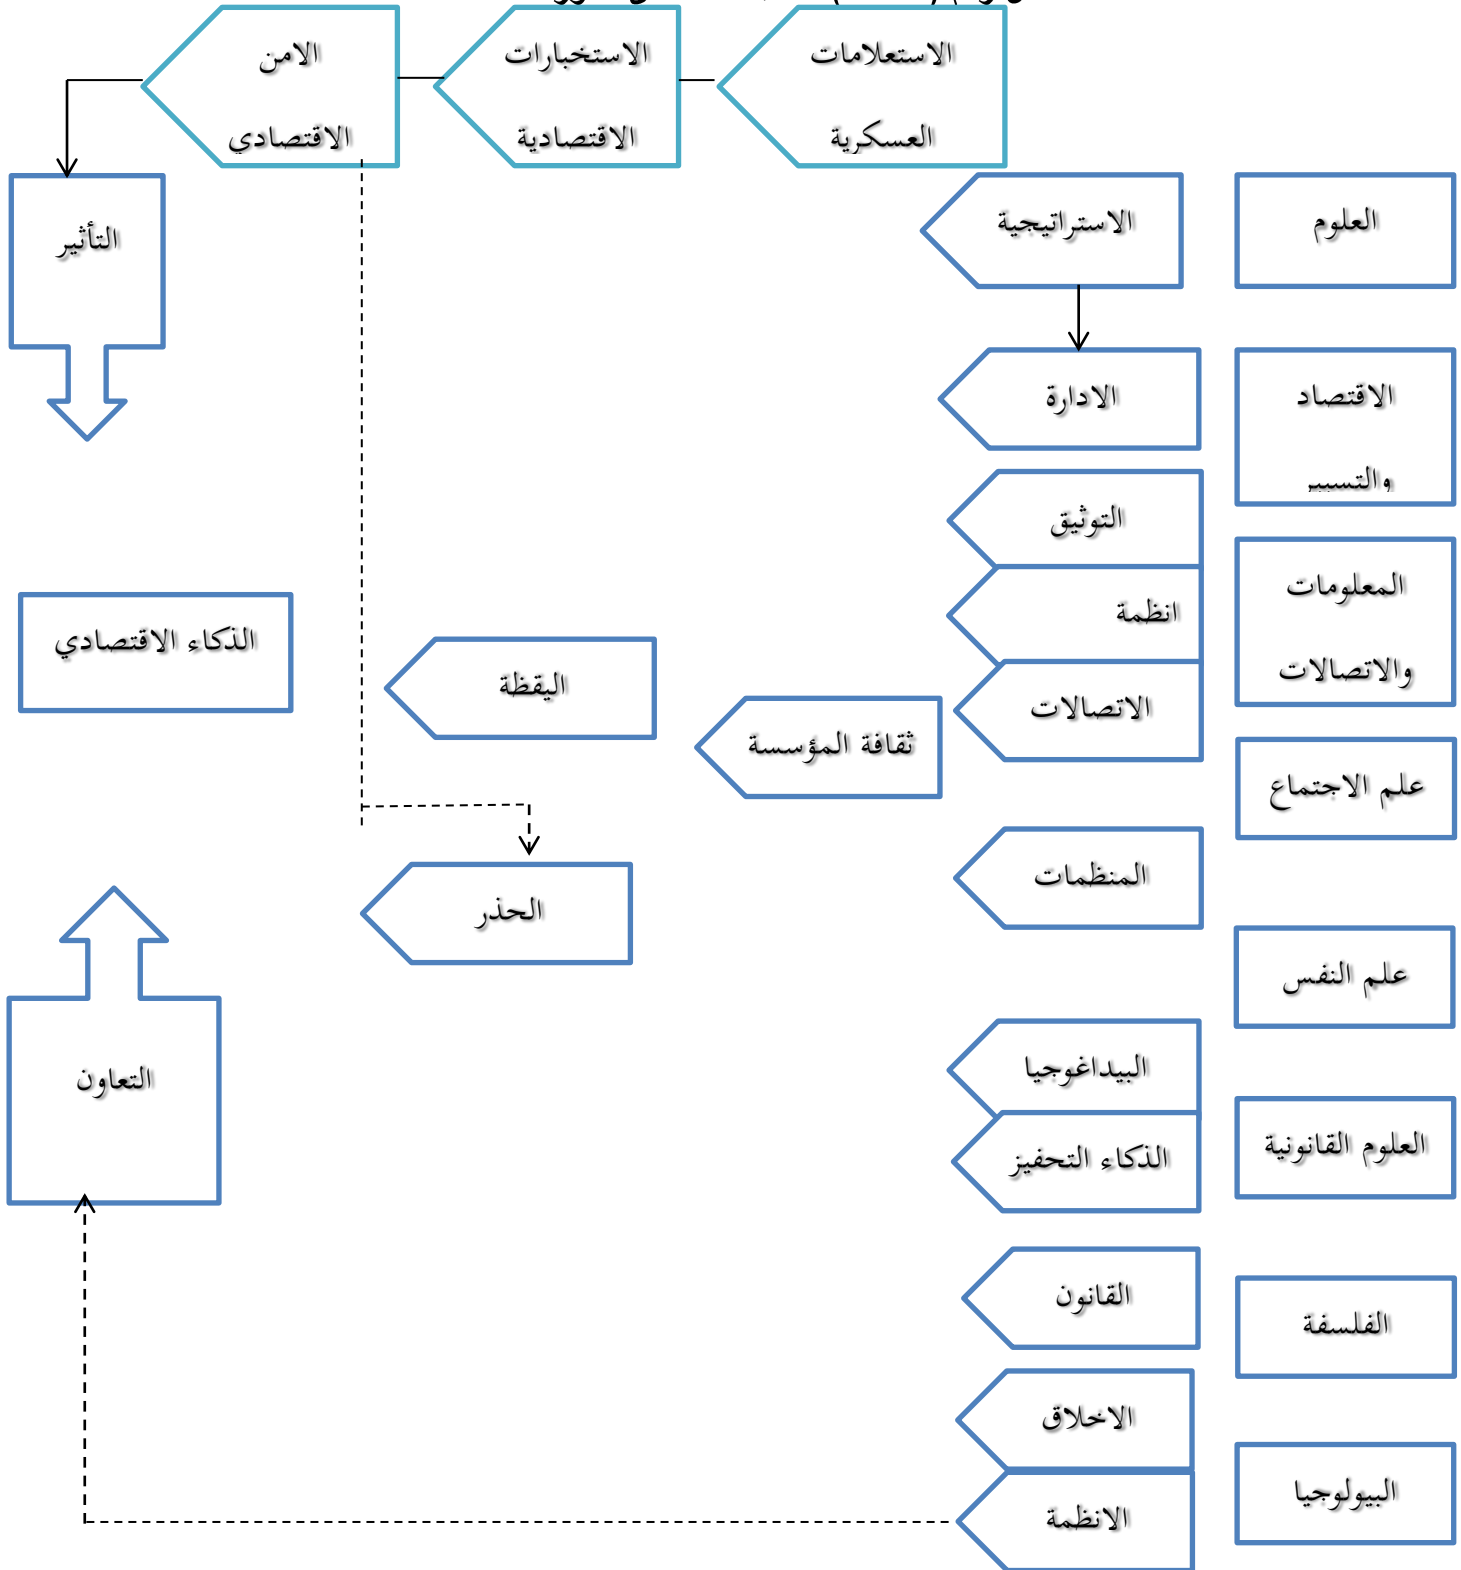 الاستعلامات
العسكرية
الاستخبارات
الاقتصادية
الامن
الاقتصادي
العلوم
الاستراتيجية
التأثير
الاقتصاد
والتسيير
الادارة
التوثيق
المعلومات
والاتصالات
انظمة
الاتصالات
اليقظة
الذكاء الاقتصادي
ثقافة المؤسسة
علم الاجتماع
المنظمات
الحذر
علم النفس
البيداغوجيا
التعاون
العلوم القانونية
الذكاء التحفيز
القانون
الفلسفة
الاخلاق
البيولوجيا
الانظمة